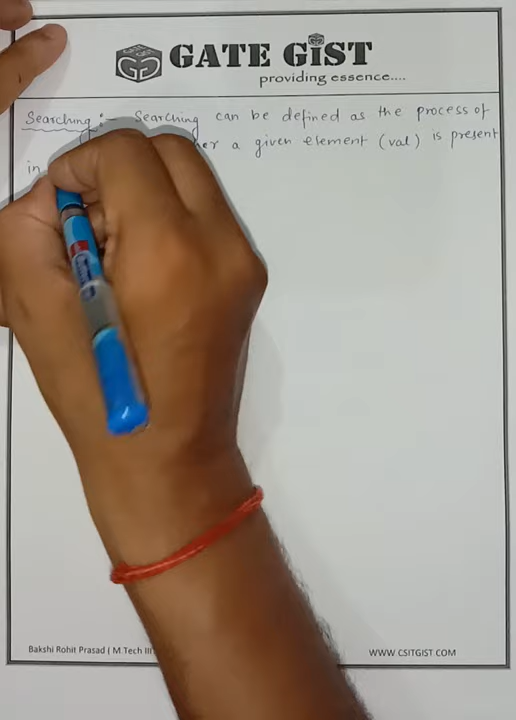 GATE GIST
providing essence....
Searching :- Searching can be defined as the process of
a given element (val) is present
in
Bakshi Rohit Prasad ( M.Tech III
WWW.CSITGIST.COM